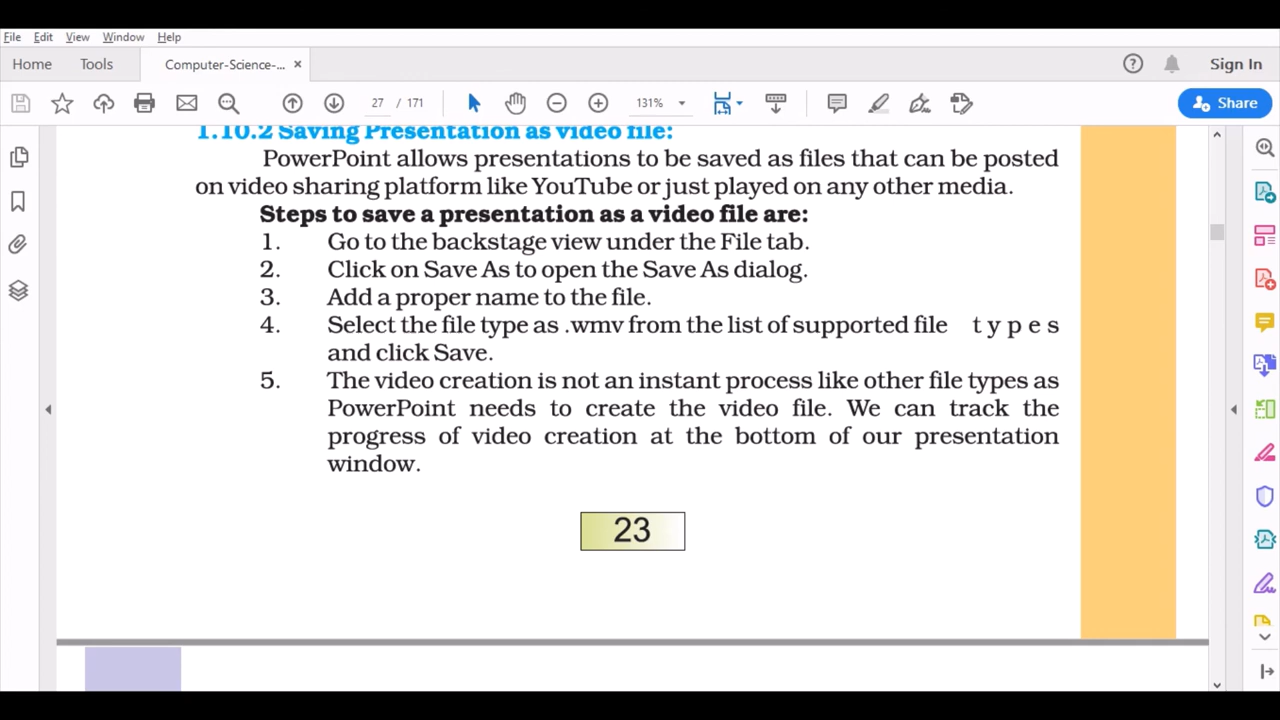 File Edit View Window Help
Home Tools Computer-Science-... × Sign In
27 / 171 131% Share
1.10.2 Saving Presentation as video file:
PowerPoint allows presentations to be saved as files that can be posted
on video sharing platform like YouTube or just played on any other media.
Steps to save a presentation as a video file are:
1. Go to the backstage view under the File tab.
2. Click on Save As to open the Save As dialog.
3. Add a proper name to the file.
4. Select the file type as .wmv from the list of supported file t y p e s
and click Save.
5. The video creation is not an instant process like other file types as
PowerPoint needs to create the video file. We can track the
progress of video creation at the bottom of our presentation
window.
23